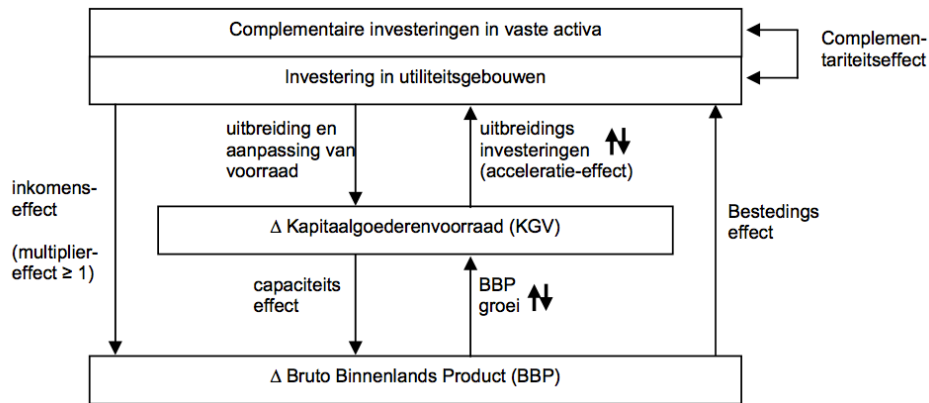 Complementaire investeringen in vaste activa
Complemen-
tariteitseffect
Investering in utiliteitsgebouwen
uitbreiding en
aanpassing van
voorraad
uitbreidings
investeringen
(acceleratie-effect)
inkomens-
effect
(multiplier-
effect ≥ 1)
Bestedings
effect
Δ Kapitaalgoederenvoorraad (KGV)
capaciteits
effect
BBP
groei
Δ Bruto Binnenlands Product (BBP)